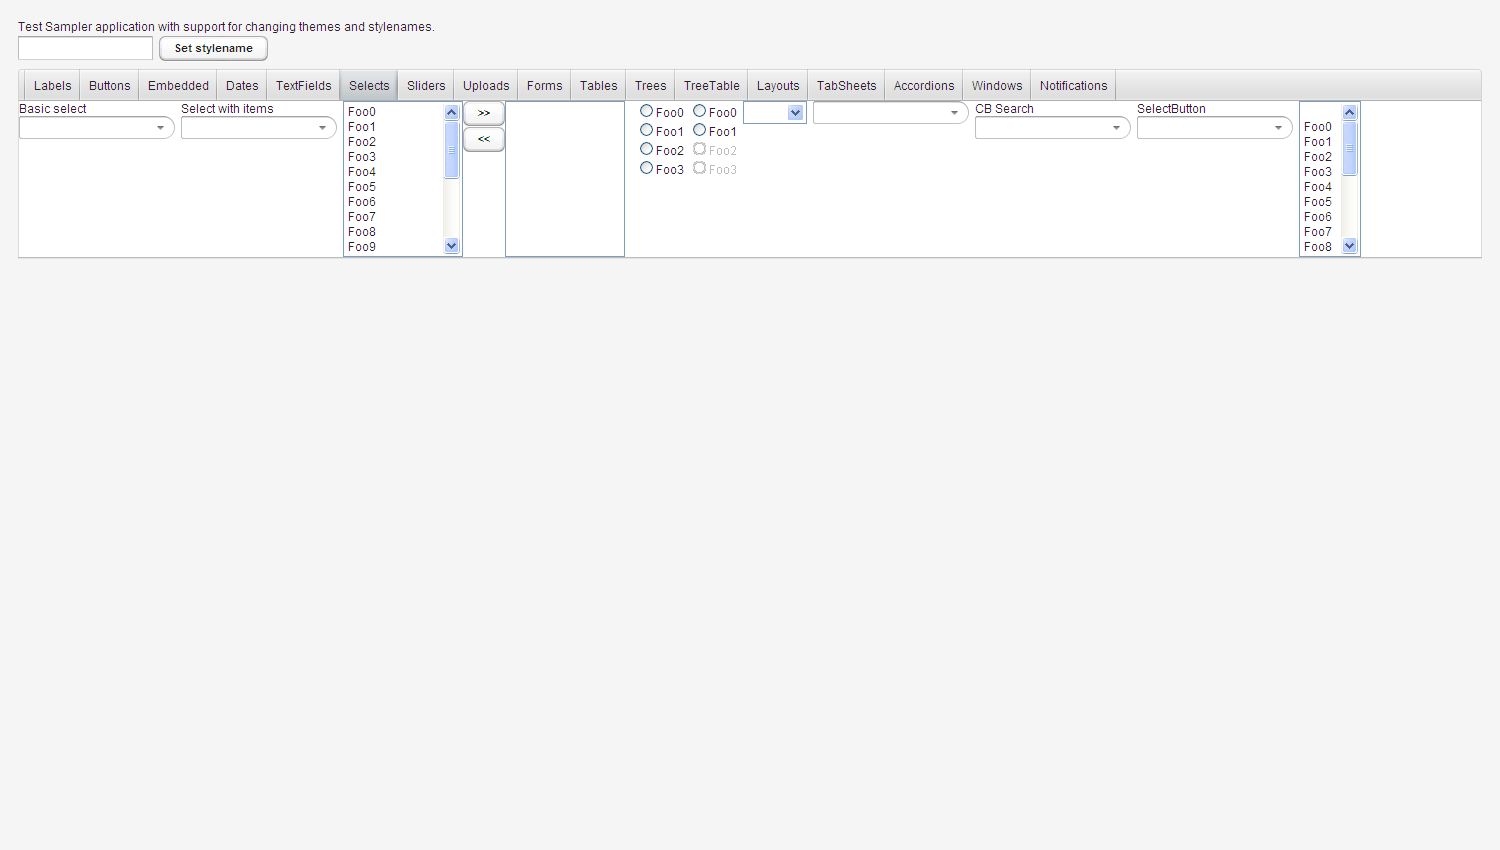 Test Sampler application with support for changing themes and stylenames.
Set stylename
Labels Buttons Embedded Dates TextFields Selects Sliders Uploads Forms Tables Trees TreeTable Layouts TabSheets Accordions Windows Notifications
Basic select
Select with items
Foo0
Foo1
Foo2
Foo3
Foo4
Foo5
Foo6
Foo7
Foo8
Foo9
>>
<<
Foo0
Foo1
Foo2
Foo3
Foo0
Foo1
Foo2
Foo3
CB Search
SelectButton
Foo0
Foo1
Foo2
Foo3
Foo4
Foo5
Foo6
Foo7
Foo8